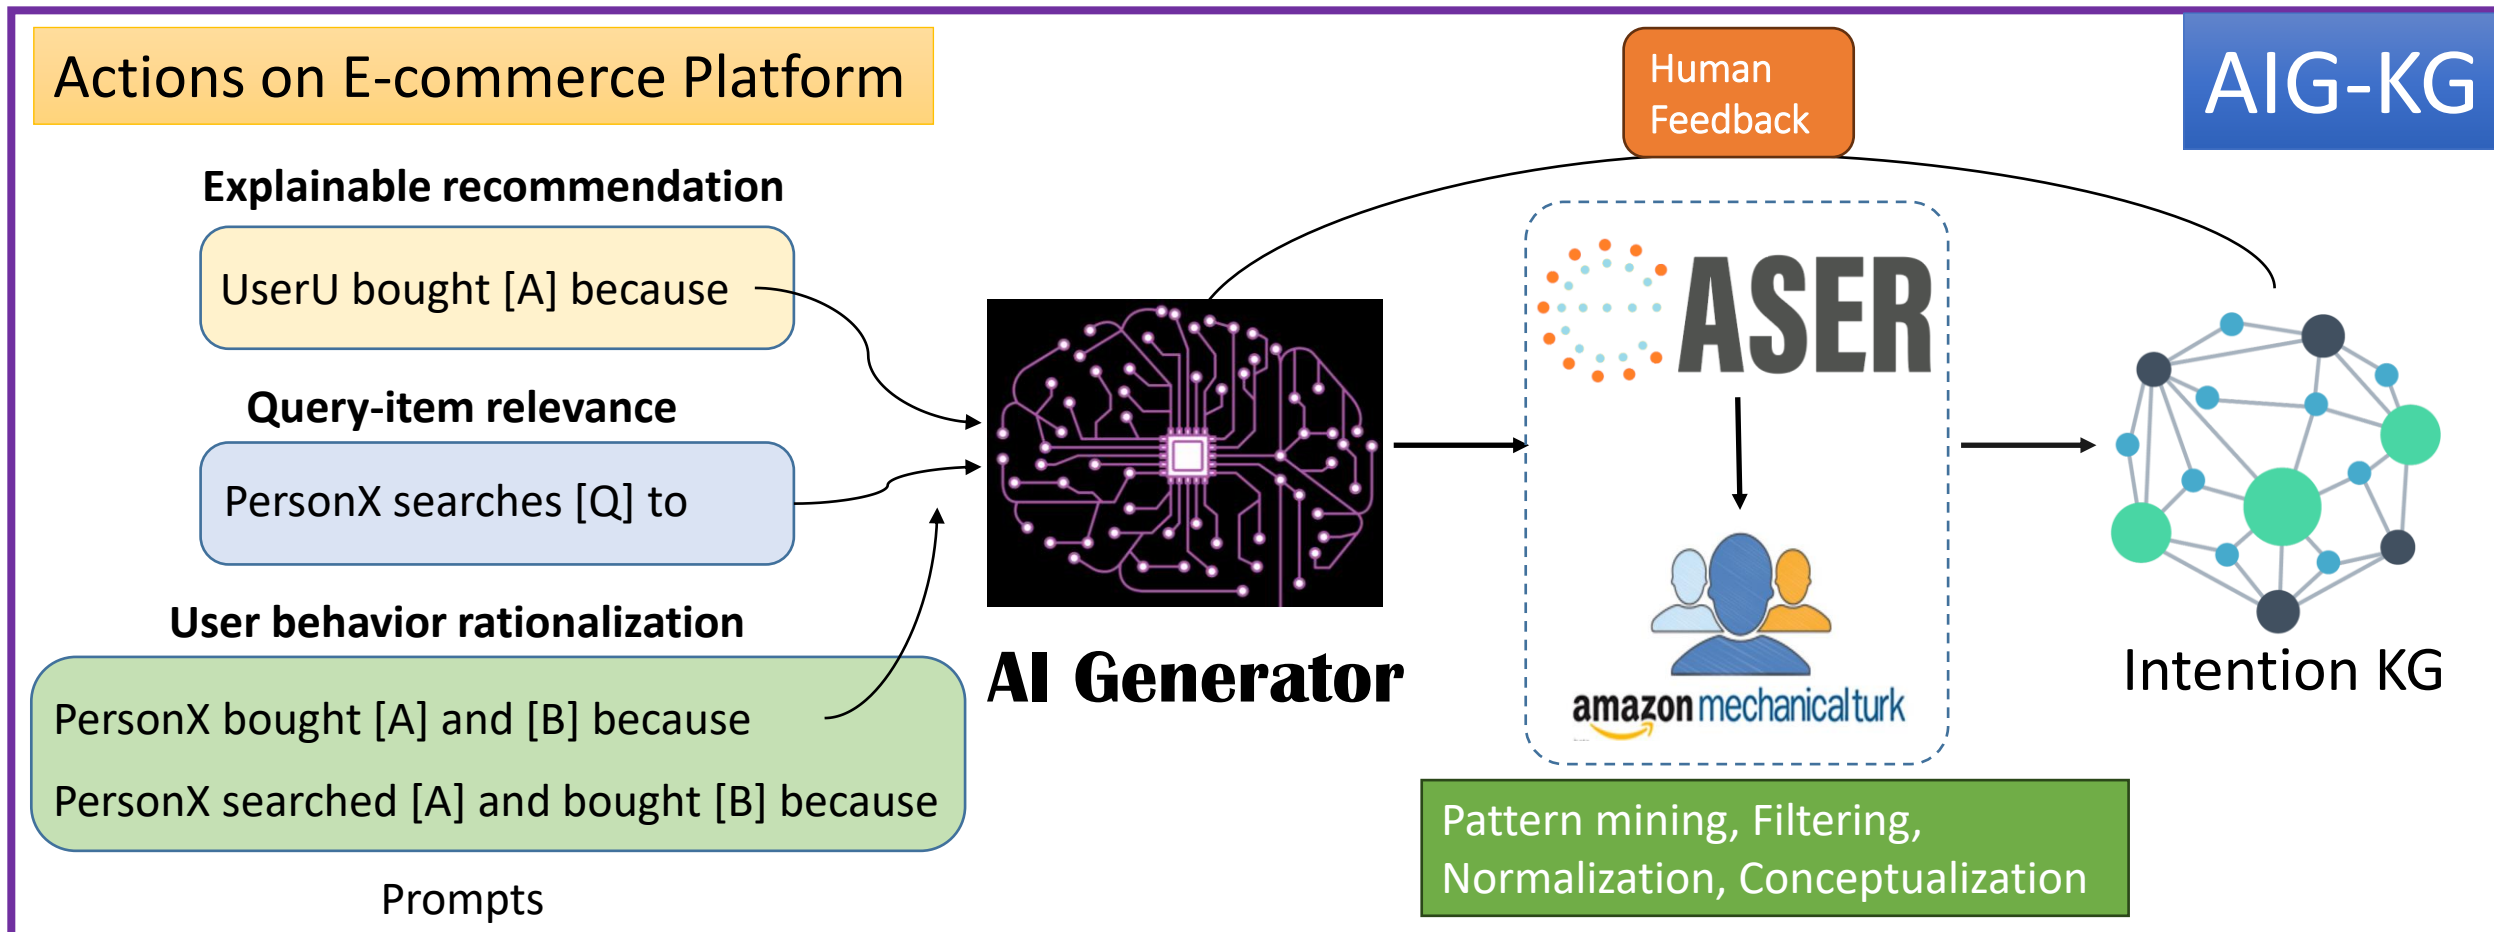 Actions on E-commerce Platform
Explainable recommendation
UserU bought [A] because
Query-item relevance
PersonX searches [Q] to
User behavior rationalization
PersonX bought [A] and [B] because
PersonX searched [A] and bought [B] because
Prompts
AI Generator
Human
Feedback
ASER
amazon mechanicalturk
Pattern mining, Filtering,
Normalization, Conceptualization
AIG-KG
Intention KG